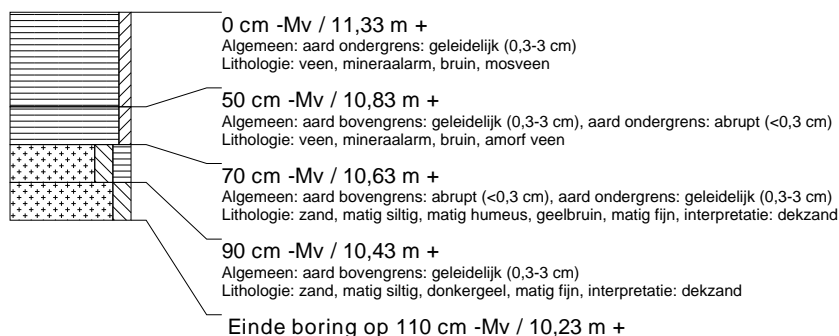 0 cm -Mv / 11,33 m +
Algemeen: aard ondergrens: geleidelijk (0,3-3 cm)
Lithologie: veen, mineraalarm, bruin, mosveen
50 cm -Mv / 10,83 m +
Algemeen: aard bovengrens: geleidelijk (0,3-3 cm), aard ondergrens: abrupt (<0,3 cm)
Lithologie: veen, mineraalarm, bruin, amorf veen
70 cm -Mv / 10,63 m +
Algemeen: aard bovengrens: abrupt (<0,3 cm), aard ondergrens: geleidelijk (0,3-3 cm)
Lithologie: zand, matig siltig, matig humeus, geelbruin, matig fijn, interpretatie: dekzand
90 cm -Mv / 10,43 m +
Algemeen: aard bovengrens: geleidelijk (0,3-3 cm)
Lithologie: zand, matig siltig, donkergeel, matig fijn, interpretatie: dekzand
Einde boring op 110 cm -Mv / 10,23 m +